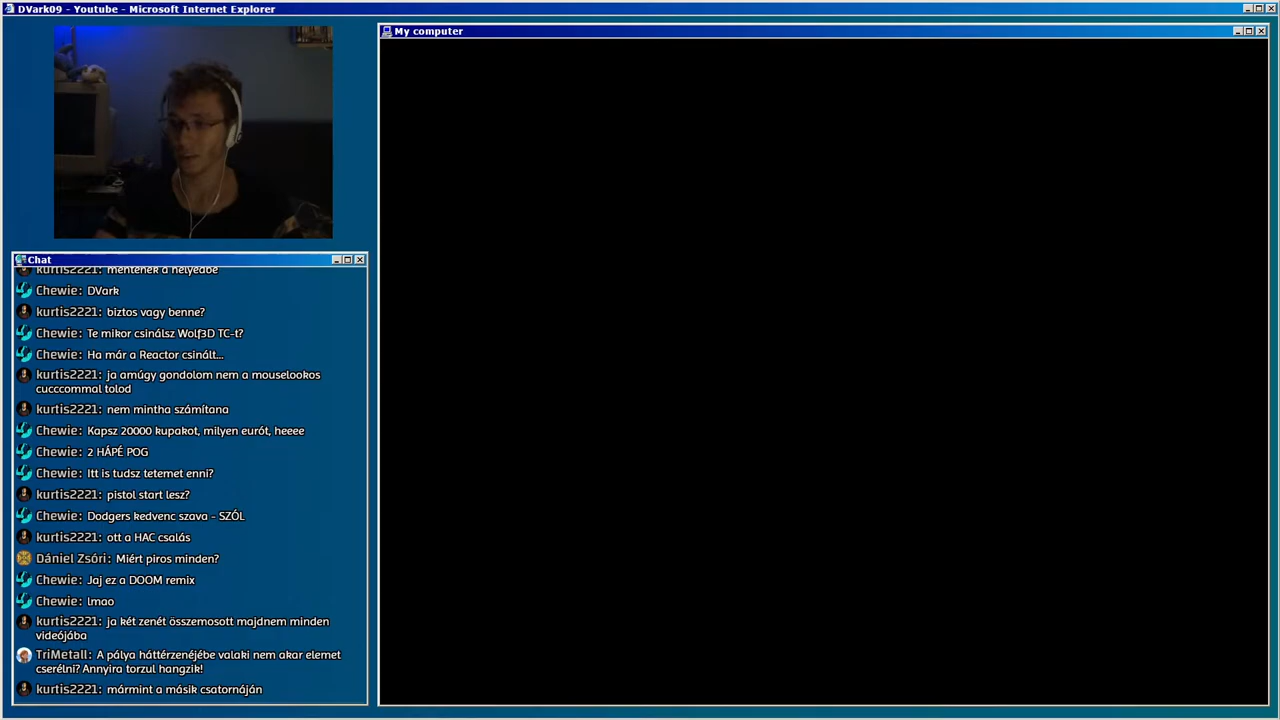 DVark09 - Youtube - Microsoft Internet Explorer
My computer
Chat
kurtis2221: mentenék a helyedbe
Chewie: DVark
kurtis2221: biztos vagy benne?
Chewie: Te mikor csinálsz Wolf3D TC-t?
Chewie: Ha már a Reactor csinált...
kurtis2221: ja amúgy gondolom nem a mouselookos
cucccommal tolod
kurtis2221: nem mintha számítana
Chewie: Kapsz 20000 kupakot, milyen eurót, heeee
Chewie: 2 HÁPÉ POG
Chewie: Itt is tudsz tetemet enni?
kurtis2221: pistol start lesz?
Chewie: Dodgers kedvenc szava - SZÓL
kurtis2221: ott a HAC csalás
Dániel Zsóri: Miért piros minden?
Chewie: Jaj ez a DOOM remix
Chewie: lmao
kurtis2221: ja két zenét összemosott majdnem minden
videójába
TriMetall: A pálya háttérzenéjébe valaki nem akar elemet
cserélni? Annyira torzul hangzik!
kurtis2221: mármint a másik csatornáján